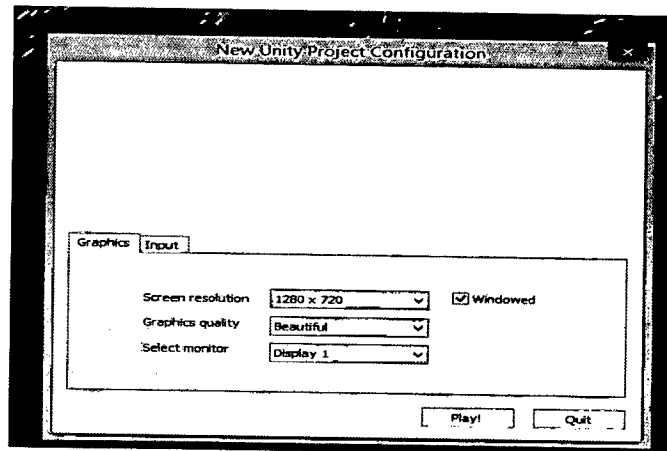 New Unity Project Configuration
Graphics Input
Screen resolution 1280 x 720 Windowed
Graphics quality Beautiful
Select monitor Display 1
Play! Quit